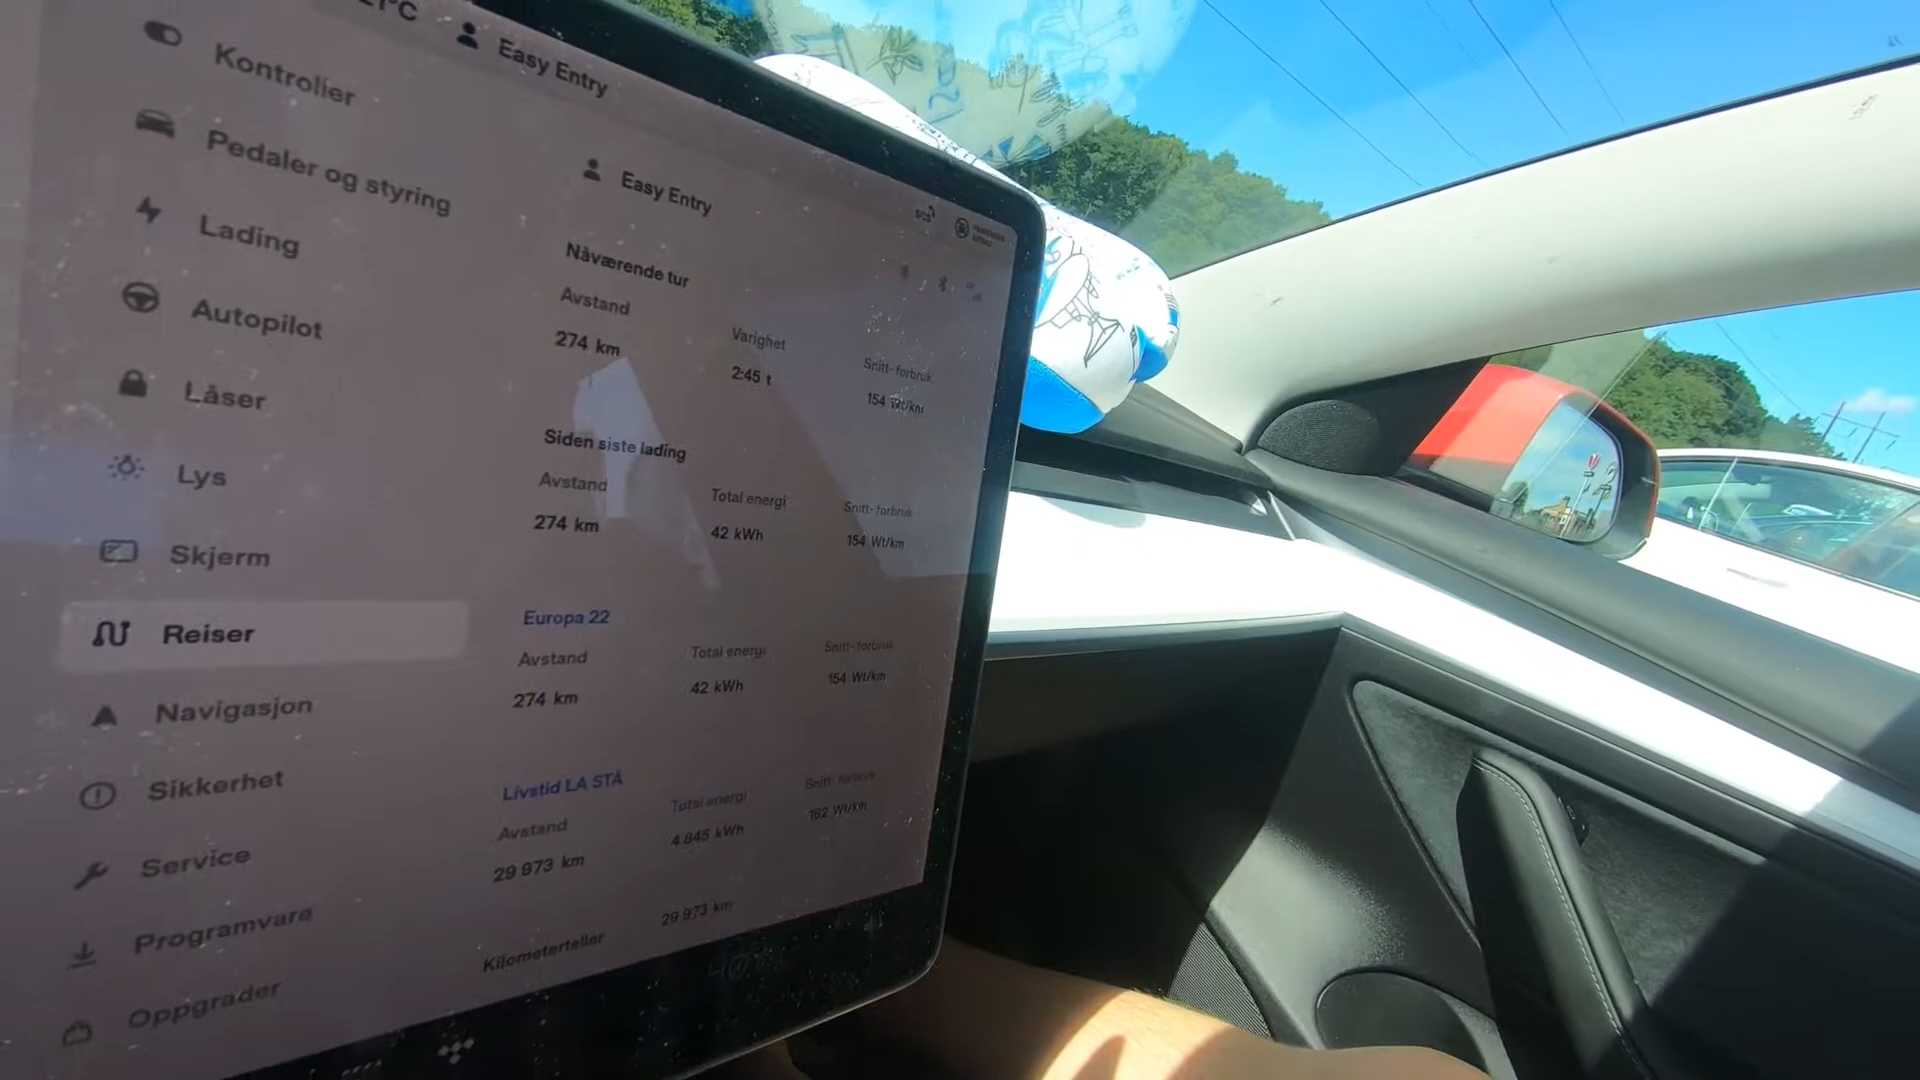 21°C Easy Entry
Kontroller
Pedaler og styring
Lading
Autopilot
Låser
Lys
Skjerm
Reiser
Navigasjon
Sikkerhet
Service
Programvare
Oppgrader
Easy Entry
SOS
Nåværende tur
Avstand Varighet Snitt- forbruk
274 km 2:45 t 154 Wt/km
Siden siste lading
Avstand Total energi Snitt- forbruk
274 km 42 kWh 154 Wt/km
Europa 22
Avstand Total energi Snitt- forbruk
274 km 42 kWh 154 Wt/km
Livstid LA STÅ
Avstand Total energi Snitt- forbruk
29 973 km 4 845 kWh 162 Wt/km
Kilometerteller 29 973 km